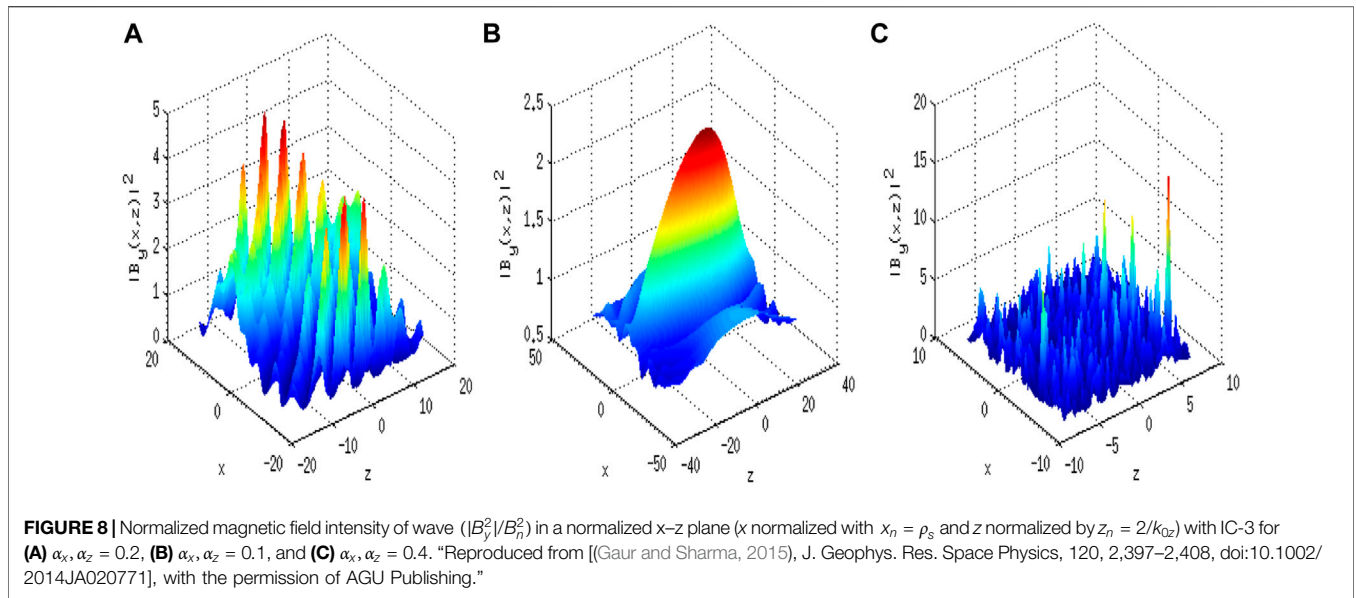 A
B
C
5
4
3
2
1
0
|B y (x,z)|²
20
0
-20
x
-20
-10
0
10
20
z
2.5
2
1.5
1
0.5
|B y (x,z)|²
50
0
-50
x
-40
-20
0
20
40
z
20
15
10
5
0
|B y (x,z)|²
10
0
-10
x
-10
-5
0
5
10
z
FIGURE 8 | Normalized magnetic field intensity of wave (|B_y^2|/B_n^2) in a normalized x–z plane (x normalized with x_n = ρ_s and z normalized by z_n = 2/k_{0z}) with IC-3 for
(A) α_x, α_z = 0.2, (B) α_x, α_z = 0.1, and (C) α_x, α_z = 0.4. “Reproduced from [(Gaur and Sharma, 2015), J. Geophys. Res. Space Physics, 120, 2,397–2,408, doi:10.1002/
2014JA020771], with the permission of AGU Publishing.”